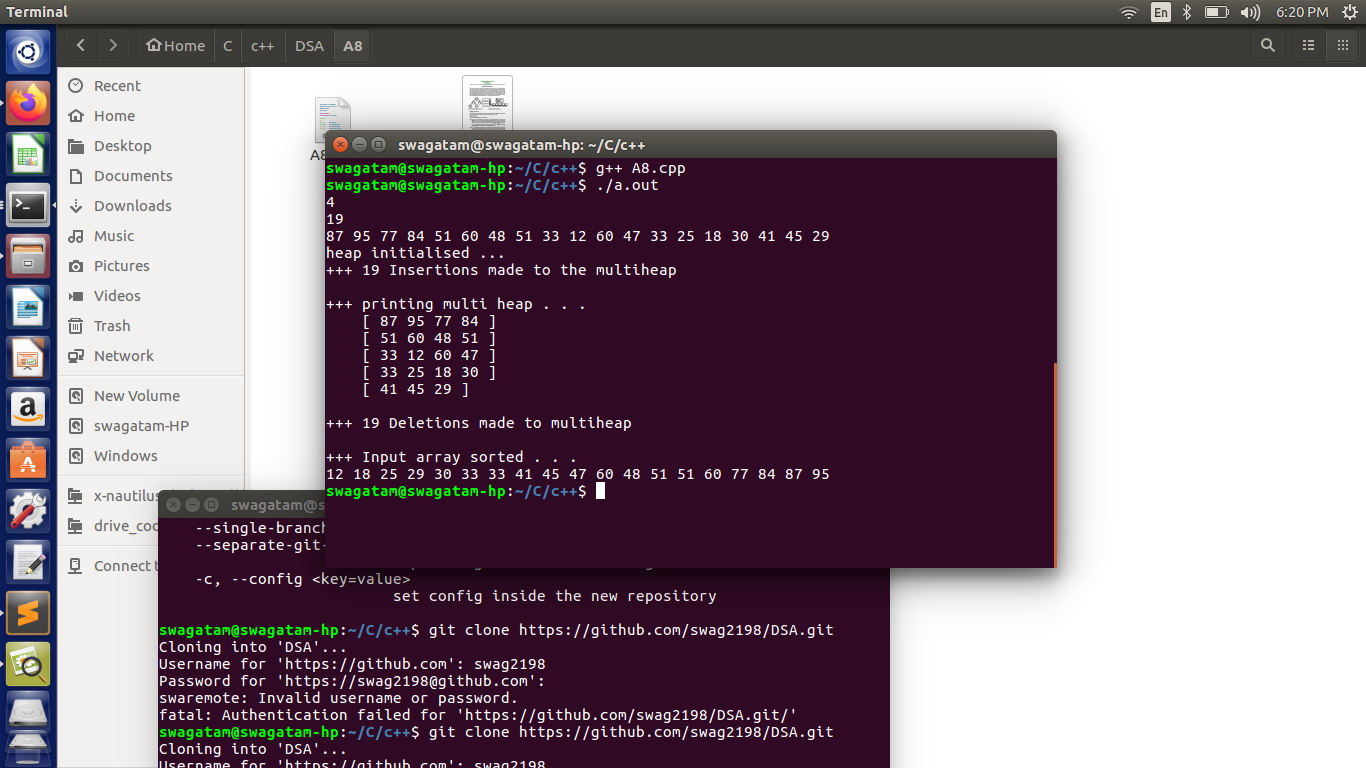 Terminal
En
6:20 PM
Home
C
c++
DSA
A8
Recent
Home
Desktop
Documents
Downloads
Music
Pictures
Videos
Trash
Network
New Volume
swagatam-HP
Windows
x-nautilus
drive_coo
Connect t
A8
swagatam@swagatam-hp: ~/C/c++
swagatam@swagatam-hp:~/C/c++$ g++ A8.cpp
swagatam@swagatam-hp:~/C/c++$ ./a.out
4
19
87 95 77 84 51 60 48 51 33 12 60 47 33 25 18 30 41 45 29
heap initialised ...
+++ 19 Insertions made to the multiheap
+++ printing multi heap . . .
[ 87 95 77 84 ]
[ 51 60 48 51 ]
[ 33 12 60 47 ]
[ 33 25 18 30 ]
[ 41 45 29 ]
+++ 19 Deletions made to multiheap
+++ Input array sorted . . .
12 18 25 29 30 33 33 41 45 47 60 48 51 51 60 77 84 87 95
swagatam@swagatam-hp:~/C/c++$
swagatam@s
--single-branch
--separate-git-
-c, --config <key=value>
set config inside the new repository
swagatam@swagatam-hp:~/C/c++$ git clone https://github.com/swag2198/DSA.git
Cloning into 'DSA'...
Username for 'https://github.com': swag2198
Password for 'https://swag2198@github.com':
swaremote: Invalid username or password.
fatal: Authentication failed for 'https://github.com/swag2198/DSA.git/'
swagatam@swagatam-hp:~/C/c++$ git clone https://github.com/swag2198/DSA.git
Cloning into 'DSA'...
Username for 'https://github.com': swag2198